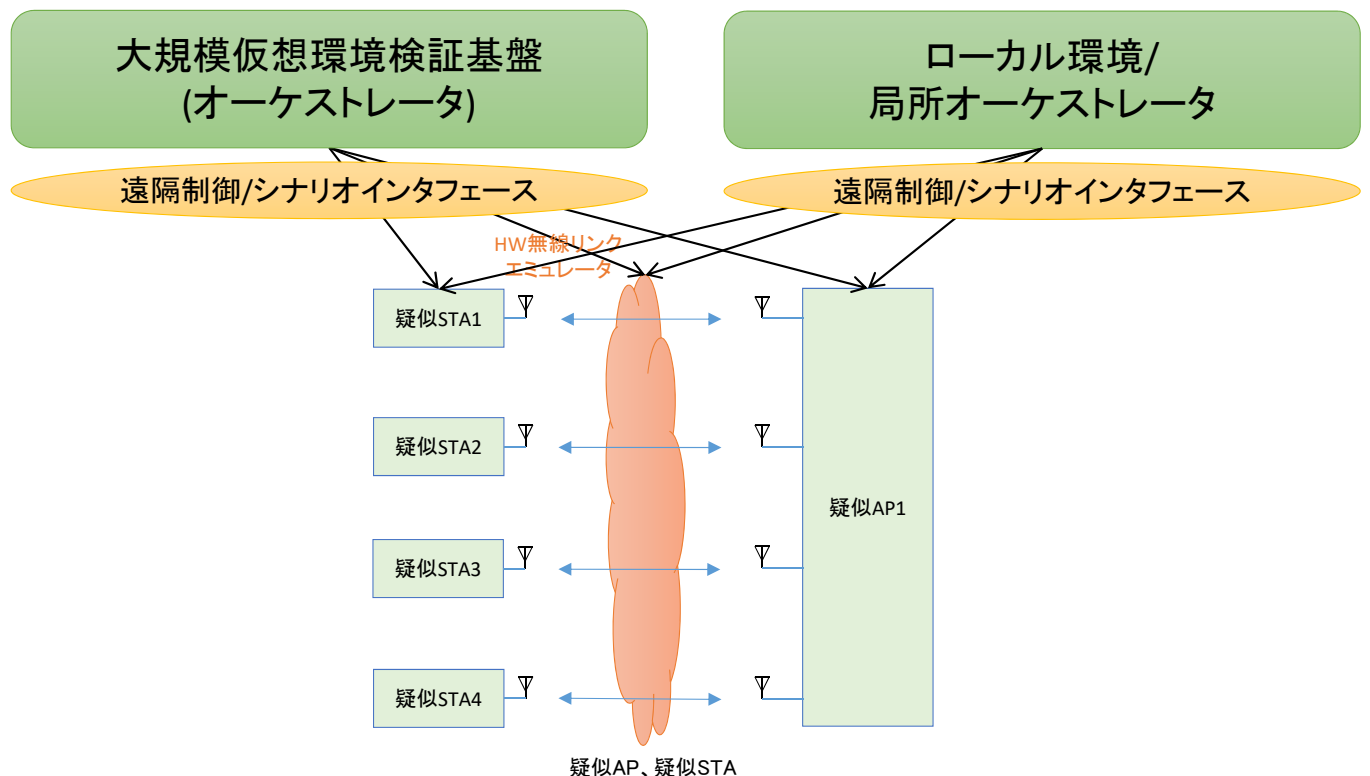 大規模仮想環境検証基盤
(オーケストレータ)
ローカル環境/
局所オーケストレータ
遠隔制御/シナリオインタフェース
遠隔制御/シナリオインタフェース
HW無線リンク
エミュレータ
疑似STA1
疑似STA2
疑似AP1
疑似STA3
疑似STA4
疑似AP、疑似STA